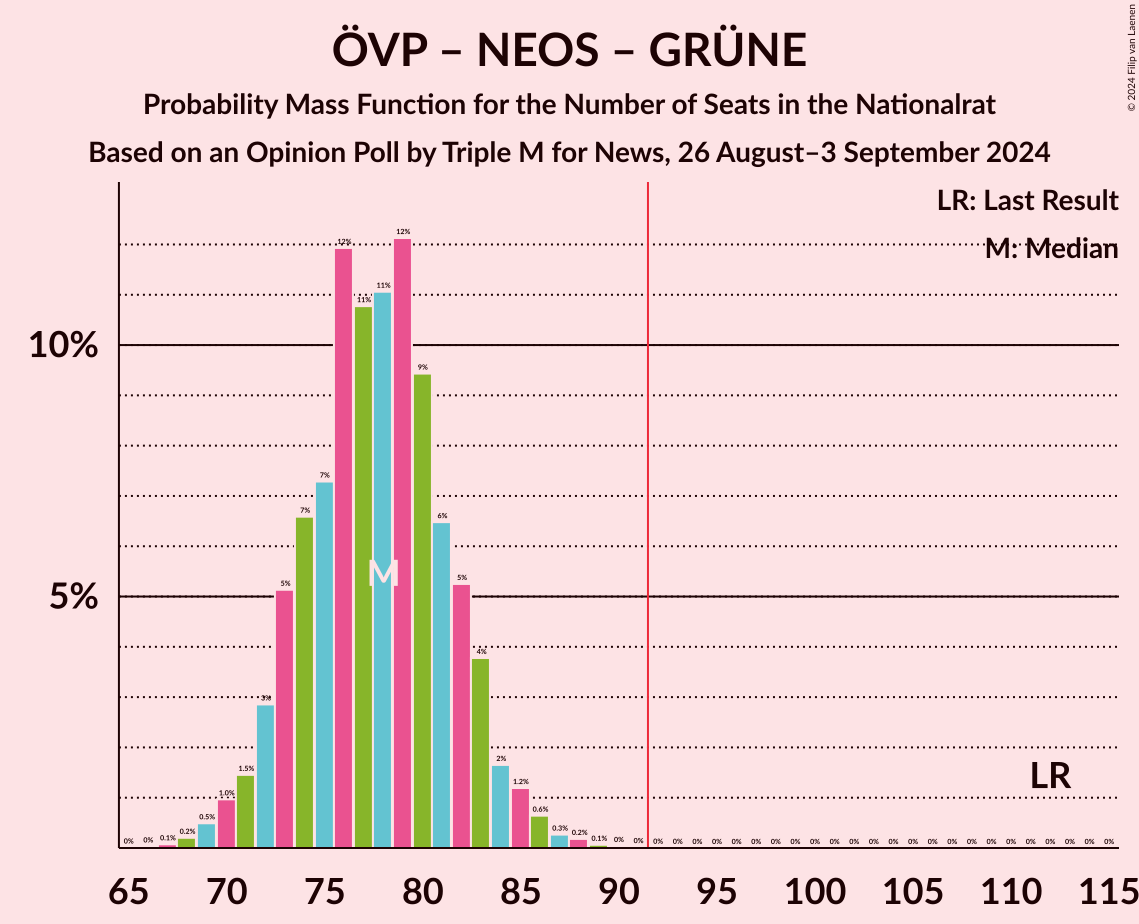 ÖVP – NEOS – GRÜNE
Probability Mass Function for the Number of Seats in the Nationalrat
Based on an Opinion Poll by Triple M for News, 26 August–3 September 2024
© 2024 Filip van Laenen
LR: Last Result
M: Median
10%
5%
0% 0% 0.1% 0.2% 0.5% 1.0% 1.5% 3% 5% 7% 7% 12% 11% 11% 12% 9% 6% 5% 4% 2% 1.2% 0.6% 0.3% 0.2% 0.1% 0% 0% 0% 0% 0% 0% 0% 0% 0% 0% 0% 0% 0% 0% 0% 0% 0% 0% 0% 0% 0% 0% 0% 0% 0% 0%
M
LR
65 70 75 80 85 90 95 100 105 110 115